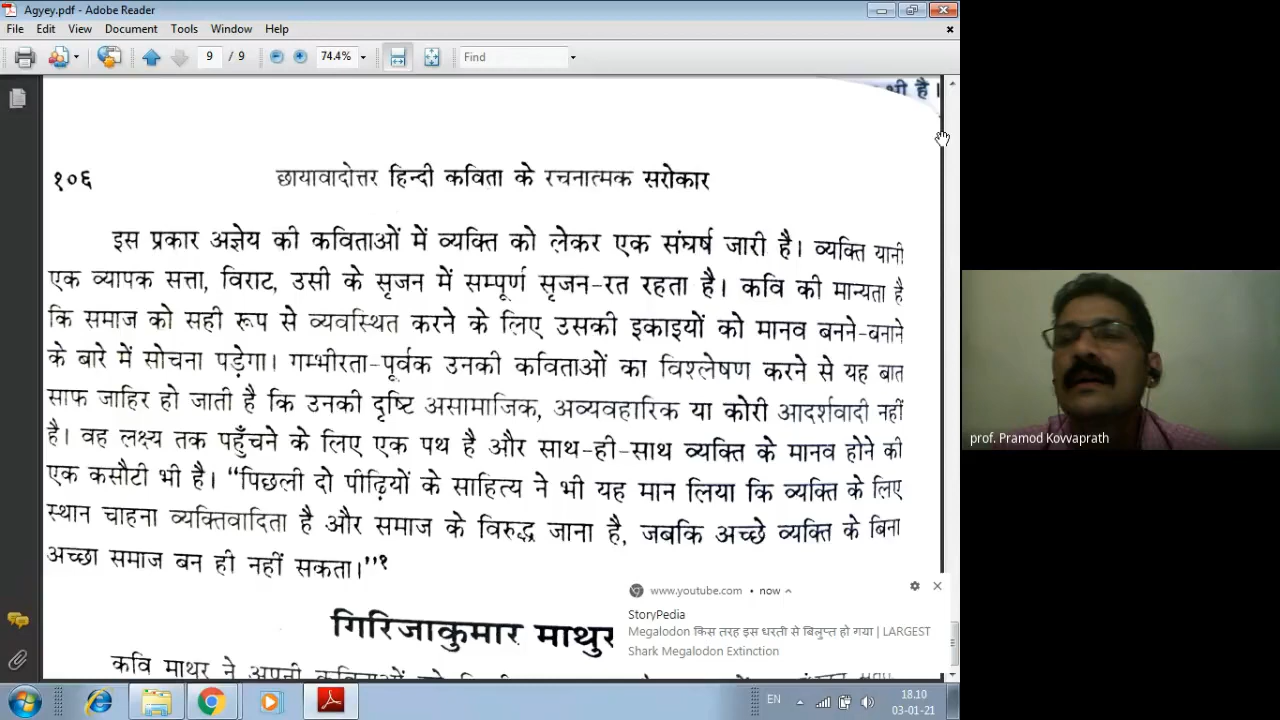 Agyey.pdf - Adobe Reader
File Edit View Document Tools Window Help
9 / 9 74.4% Find
भी है।
१०६ छायावादोत्तर हिन्दी कविता के रचनात्मक सरोकार
इस प्रकार अज्ञेय की कविताओं में व्यक्ति को लेकर एक संघर्ष जारी है। व्यक्ति यानी
एक व्यापक सत्ता, विराट, उसी के सृजन में सम्पूर्ण सृजन-रत रहता है। कवि की मान्यता है
कि समाज को सही रूप से व्यवस्थित करने के लिए उसकी इकाइयों को मानव बनने-बनाने
के बारे में सोचना पड़ेगा। गम्भीरता-पूर्वक उनकी कविताओं का विश्लेषण करने से यह बात
साफ जाहिर हो जाती है कि उनकी दृष्टि असामाजिक, अव्यवहारिक या कोरी आदर्शवादी नहीं
है। वह लक्ष्य तक पहुँचने के लिए एक पथ है और साथ-ही-साथ व्यक्ति के मानव होने की
एक कसौटी भी है। “पिछली दो पीढ़ियों के साहित्य ने भी यह मान लिया कि व्यक्ति के लिए
स्थान चाहना व्यक्तिवादिता है और समाज के विरुद्ध जाना है, जबकि अच्छे व्यक्ति के बिना
अच्छा समाज बन ही नहीं सकता।”१
गिरिजाकुमार माथुर
कवि माथुर ने अपनी कविताओं
www.youtube.com • now
StoryPedia
Megalodon किस तरह इस धरती से बिलुप्त हो गया | LARGEST
Shark Megalodon Extinction
prof. Pramod Kovvaprath
EN 18.10
03-01-21